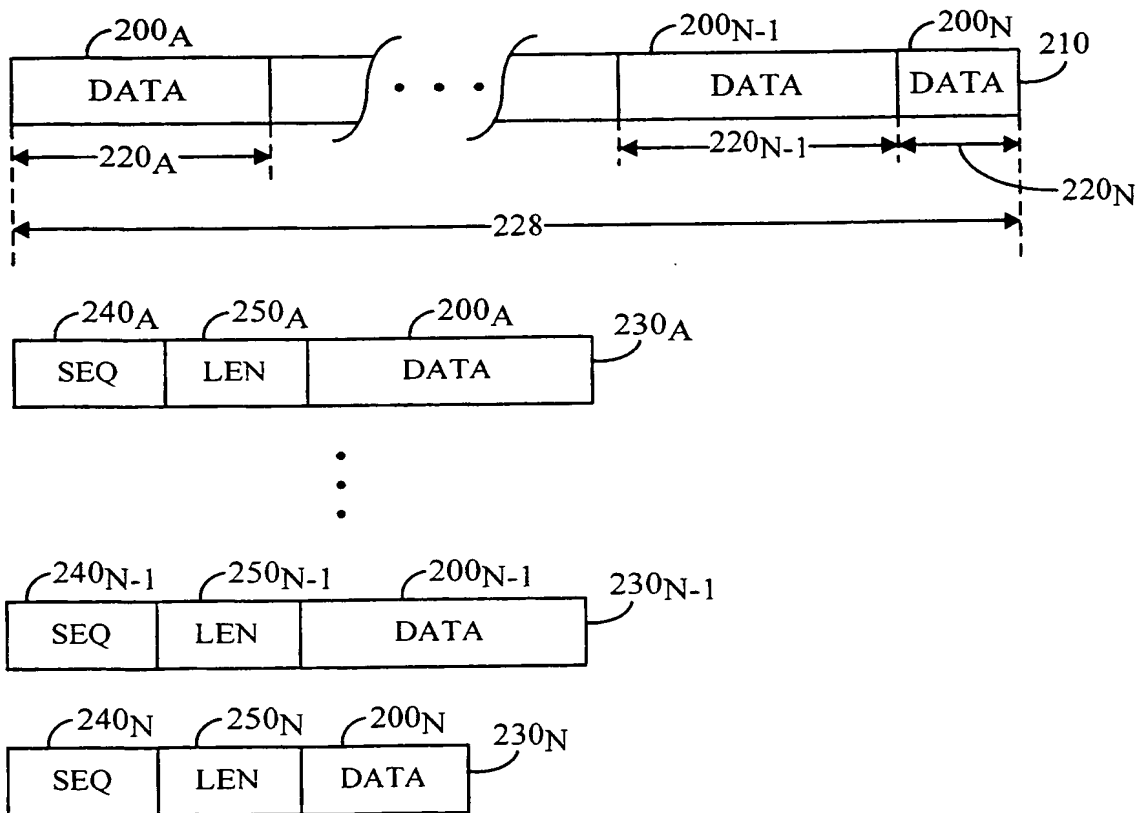 200A 200N-1 200N
210
DATA DATA DATA
220A 220N-1
220N
228
240A 250A 200A 230A
SEQ LEN DATA
240N-1 250N-1 200N-1 230N-1
SEQ LEN DATA
240N 250N 200N 230N
SEQ LEN DATA